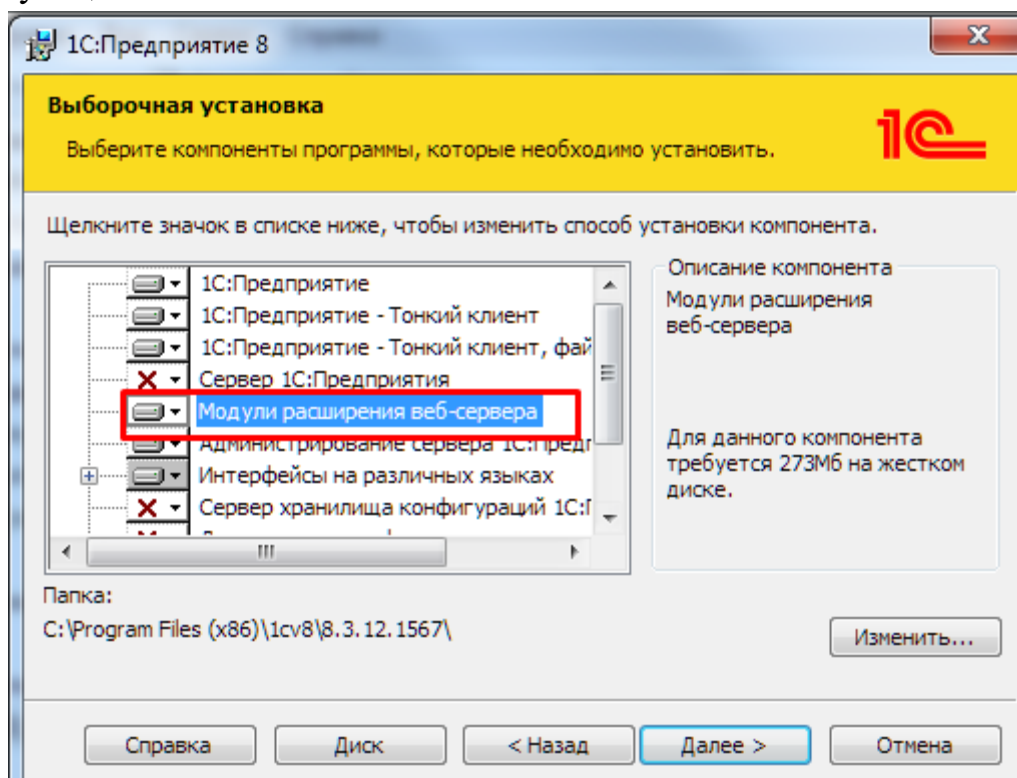 1С:Предприятие 8
Выборочная установка
Выберите компоненты программы, которые необходимо установить.
1С
Щелкните значок в списке ниже, чтобы изменить способ установки компонента.
1С:Предприятие
1С:Предприятие - Тонкий клиент
1С:Предприятие - Тонкий клиент, фай
Сервер 1С:Предприятия
Модули расширения веб-сервера
Администрирование сервера 1С:Предг
Интерфейсы на различных языках
Сервер хранилища конфигураций 1С:Г
Описание компонента
Модули расширения
веб-сервера
Для данного компонента
требуется 273Мб на жестком
диске.
Папка:
C:\Program Files (x86)\1cv8\8.3.12.1567\
Изменить...
Справка
Диск
< Назад
Далее >
Отмена